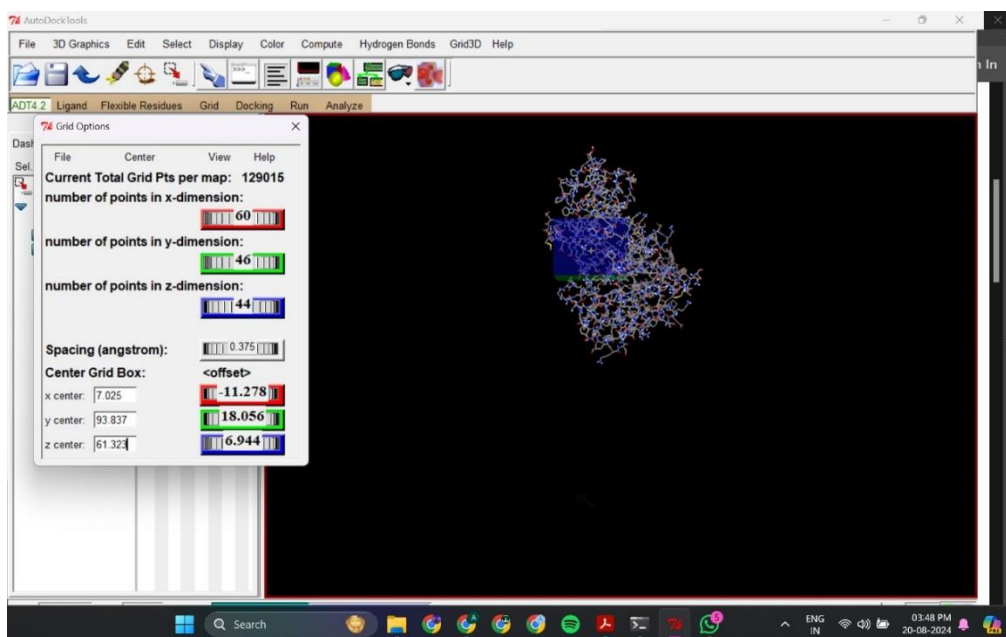 AutoDockTools
File 3D Graphics Edit Select Display Color Compute Hydrogen Bonds Grid3D Help
ADT4.2 Ligand Flexible Residues Grid Docking Run Analyze
Grid Options
File Center View Help
Current Total Grid Pts per map: 129015
number of points in x-dimension:
60
number of points in y-dimension:
46
number of points in z-dimension:
44
Spacing (angstrom): 0.375
Center Grid Box: <offset>
x center: 7.025 -11.278
y center: 93.837 18.056
z center: 61.323 6.944
Dash
Sel.
In
Search
ENG
IN
03:48 PM
20-08-2024
5